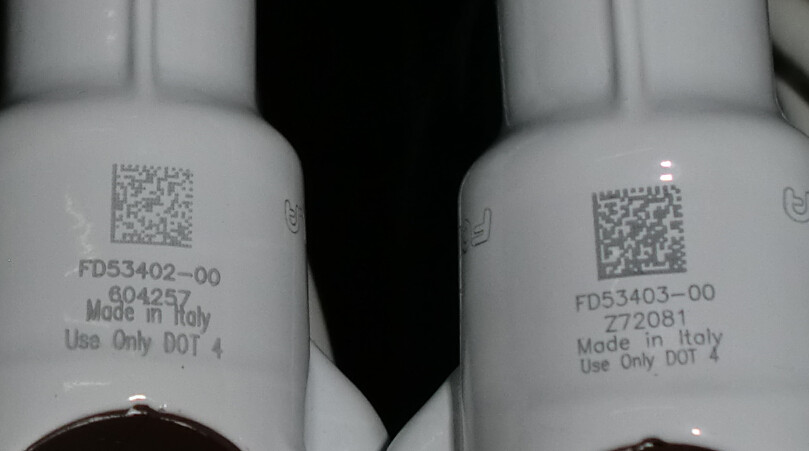 FD53402-00
604257
Made in Italy
Use Only DOT 4
FD53403-00
Z72081
Made in Italy
Use Only DOT 4